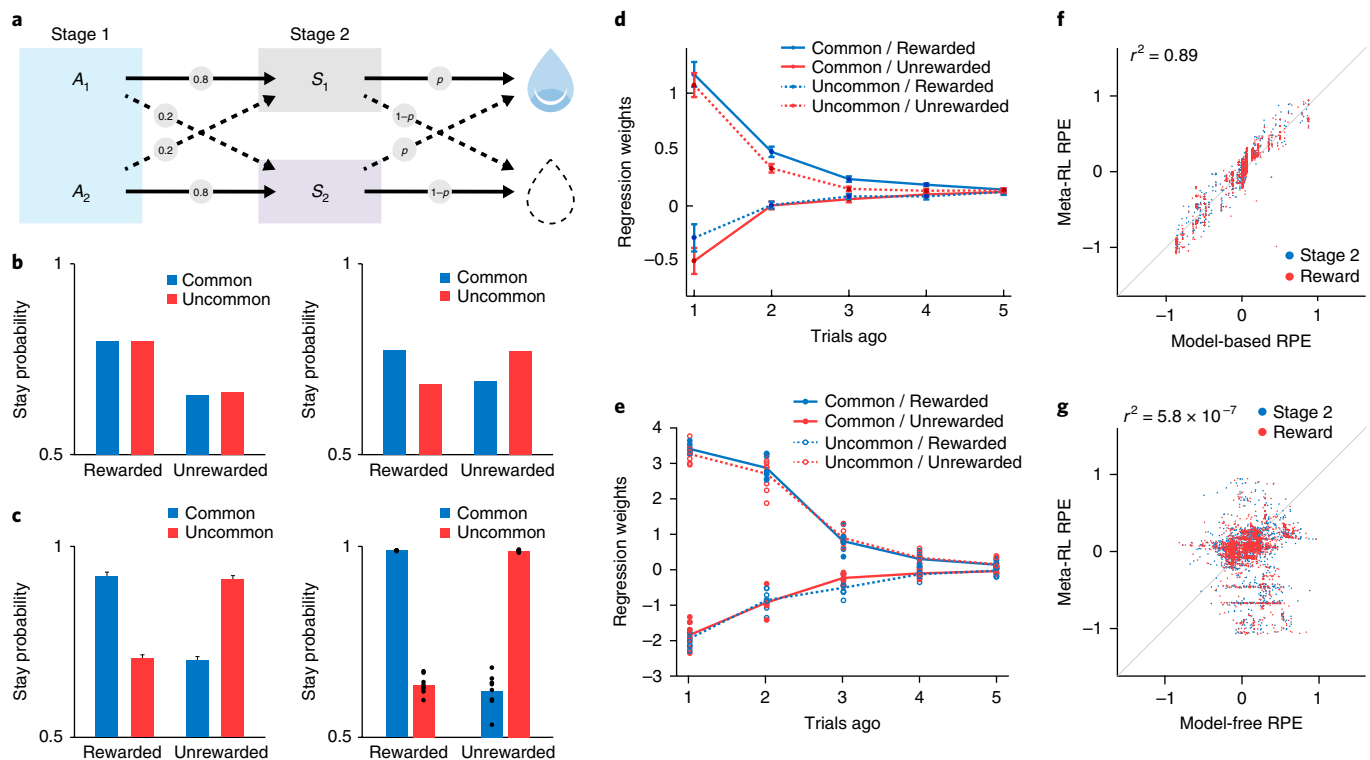 a
Stage 1
Stage 2
A1
0.8
S1
p
0.2
1–p
0.2
p
A2
0.8
S2
1–p
b
1
Common
Uncommon
Stay probability
0.5
Rewarded
Unrewarded
1
Common
Uncommon
Stay probability
0.5
Rewarded
Unrewarded
c
Common
Uncommon
1
Stay probability
0.5
Rewarded
Unrewarded
Common
Uncommon
1
Stay probability
0.5
Rewarded
Unrewarded
d
Common / Rewarded
Common / Unrewarded
Uncommon / Rewarded
Uncommon / Unrewarded
Regression weights
1
0.5
0
–0.5
1 2 3 4 5
Trials ago
e
Common / Rewarded
Common / Unrewarded
Uncommon / Rewarded
Uncommon / Unrewarded
Regression weights
4
3
2
1
0
–1
–2
–3
1 2 3 4 5
Trials ago
f
r² = 0.89
Meta-RL RPE
1
0
–1
Stage 2
Reward
–1 0 1
Model-based RPE
g
r² = 5.8 × 10⁻⁷
Stage 2
Reward
Meta-RL RPE
1
0
–1
–1 0 1
Model-free RPE